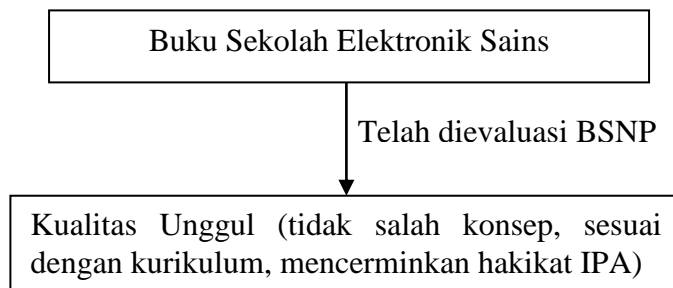 Buku Sekolah Elektronik Sains
Telah dievaluasi BSNP
Kualitas Unggul (tidak salah konsep, sesuai
dengan kurikulum, mencerminkan hakikat IPA)